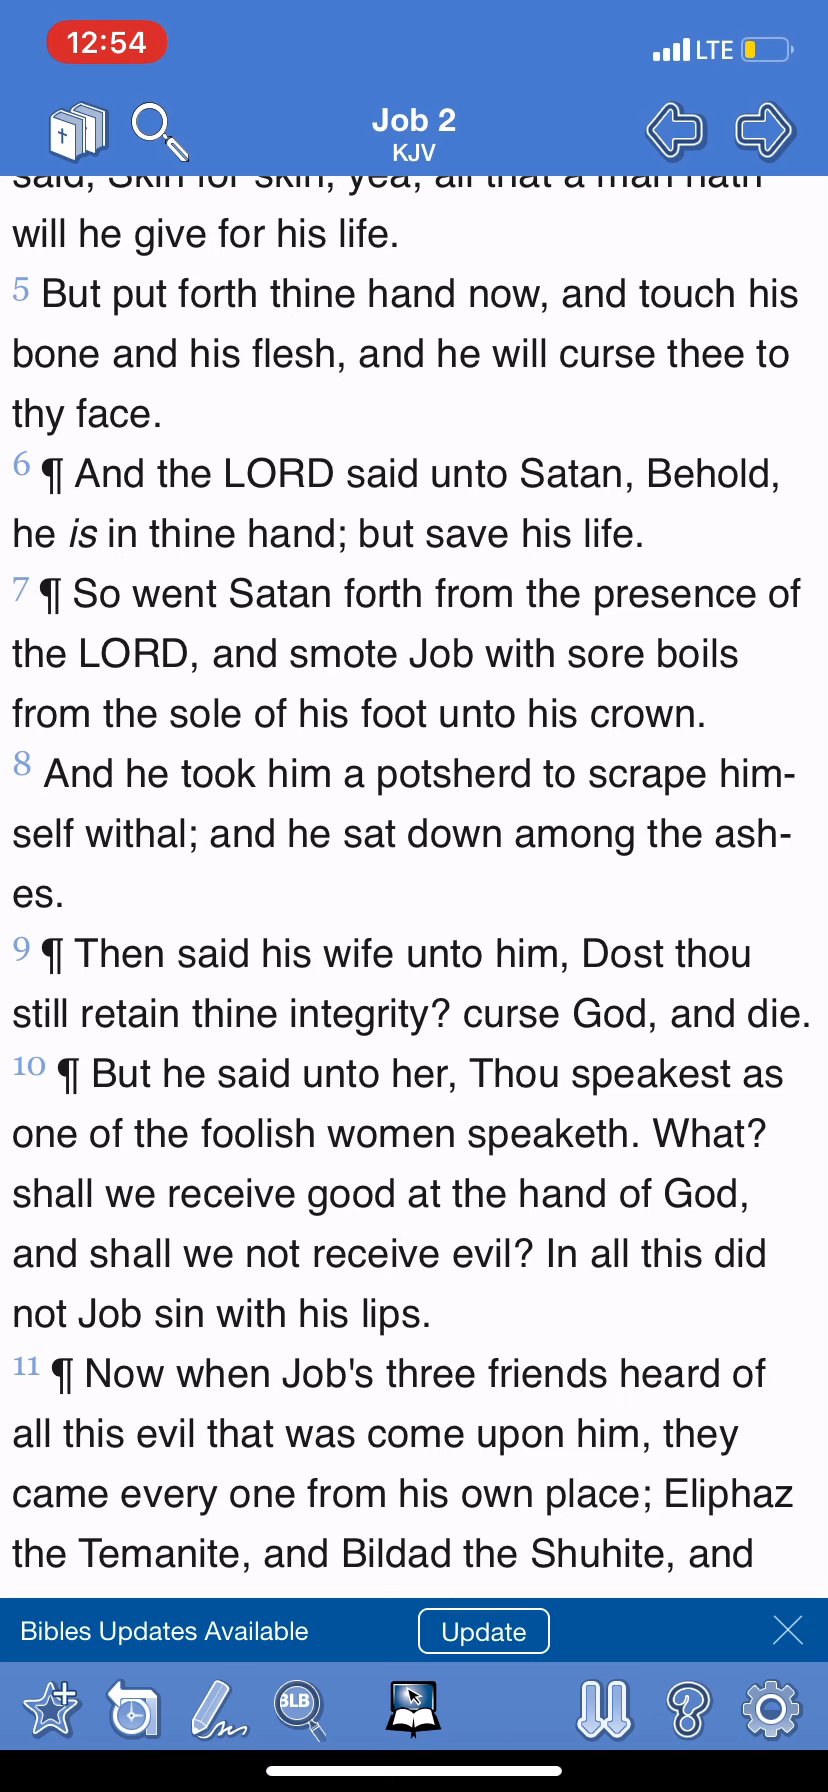 12:54
LTE
Job 2
KJV
said, Skin for skin, yea, all that a man hath
will he give for his life.
5 But put forth thine hand now, and touch his
bone and his flesh, and he will curse thee to
thy face.
6 ¶ And the LORD said unto Satan, Behold,
he is in thine hand; but save his life.
7 ¶ So went Satan forth from the presence of
the LORD, and smote Job with sore boils
from the sole of his foot unto his crown.
8 And he took him a potsherd to scrape him-
self withal; and he sat down among the ash-
es.
9 ¶ Then said his wife unto him, Dost thou
still retain thine integrity? curse God, and die.
10 ¶ But he said unto her, Thou speakest as
one of the foolish women speaketh. What?
shall we receive good at the hand of God,
and shall we not receive evil? In all this did
not Job sin with his lips.
11 ¶ Now when Job's three friends heard of
all this evil that was come upon him, they
came every one from his own place; Eliphaz
the Temanite, and Bildad the Shuhite, and
Bibles Updates Available
Update
BLB